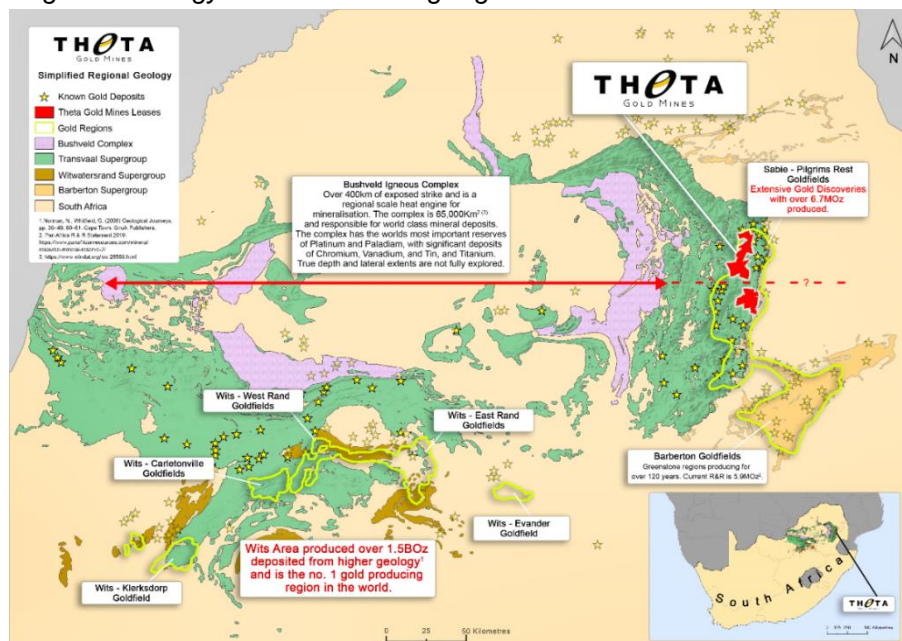 THETA
GOLD MINES
Simplified Regional Geology
Known Gold Deposits
Theta Gold Mines Leases
Gold Regions
Bushveld Complex
Transvaal Supergroup
Witwatersrand Supergroup
Barberton Supergroup
South Africa
Bushveld Igneous Complex
Over 400km of exposed strike and is a
regional scale heat engine for
mineralisation. The complex is 65,000Km
and responsible for world class mineral deposits.
The complex has the worlds most important reserves
of Platinum and Paladiam, with significant deposits
of Chromium, Vanadium, and Tin, and Titanium.
True depth and lateral extents are not fully explored.
THETA
GOLD MINES
N
Sabie - Pilgrims Rest
Goldfields
Extensive Gold Discoveries
with over 6.7MOz
produced.
?
Wits - West Rand
Goldfields
Wits - East Rand
Goldfields
Wits - Carletonville
Goldfields
Barberton Goldfields
Greenstone regions producing for
over 120 years. Current R&R is 5.9MOz
Wits - Evander
Goldfield
Wits Area produced over 1.5BOz
deposited from higher geology¹
and is the no. 1 gold producing
region in the world.
Wits - Klerksdorp
Goldfield
0 25 50 Kilometres
South Africa
THETA